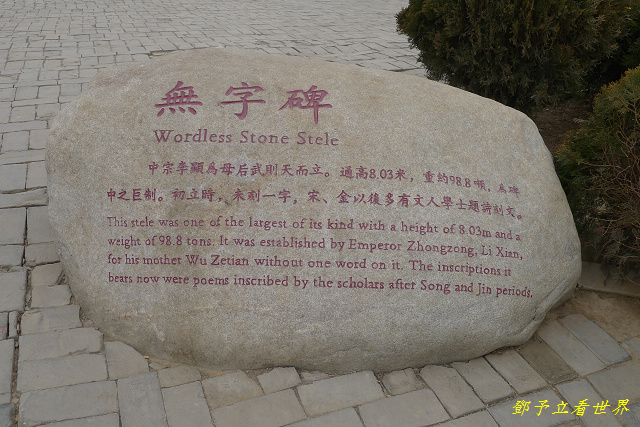 無字碑
Wordless Stone Stele
中宗李顯爲母后武則天而立。通高8.03米，重約98.8噸，爲碑
中之巨制。初立時，未刻一字，宋、金以後多有文人學士題詩刻文。
This stele was one of the largest of its kind with a height of 8.03m and a
weight of 98.8 tons. It was established by Emperor Zhongzong, Li Xian,
for his mother Wu Zetian without one word on it. The inscriptions it
bears now were poems inscribed by the scholars after Song and Jin periods.
鄧子立看世界